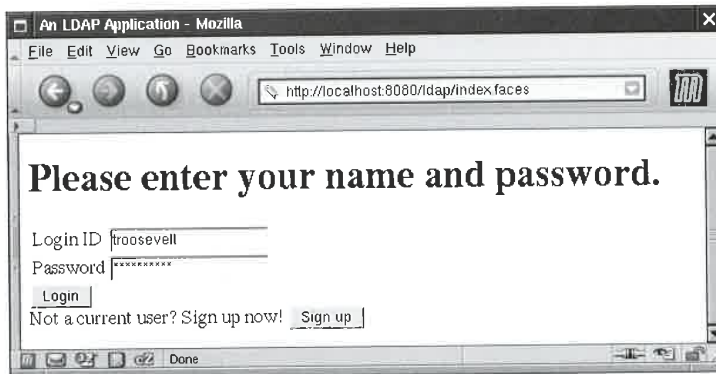 An LDAP Application - Mozilla
File Edit View Go Bookmarks Tools Window Help
http://localhost:8080/ldap/index.faces
Please enter your name and password.
Login ID troosevelt
Password **********
Login
Not a current user? Sign up now! Sign up
Done